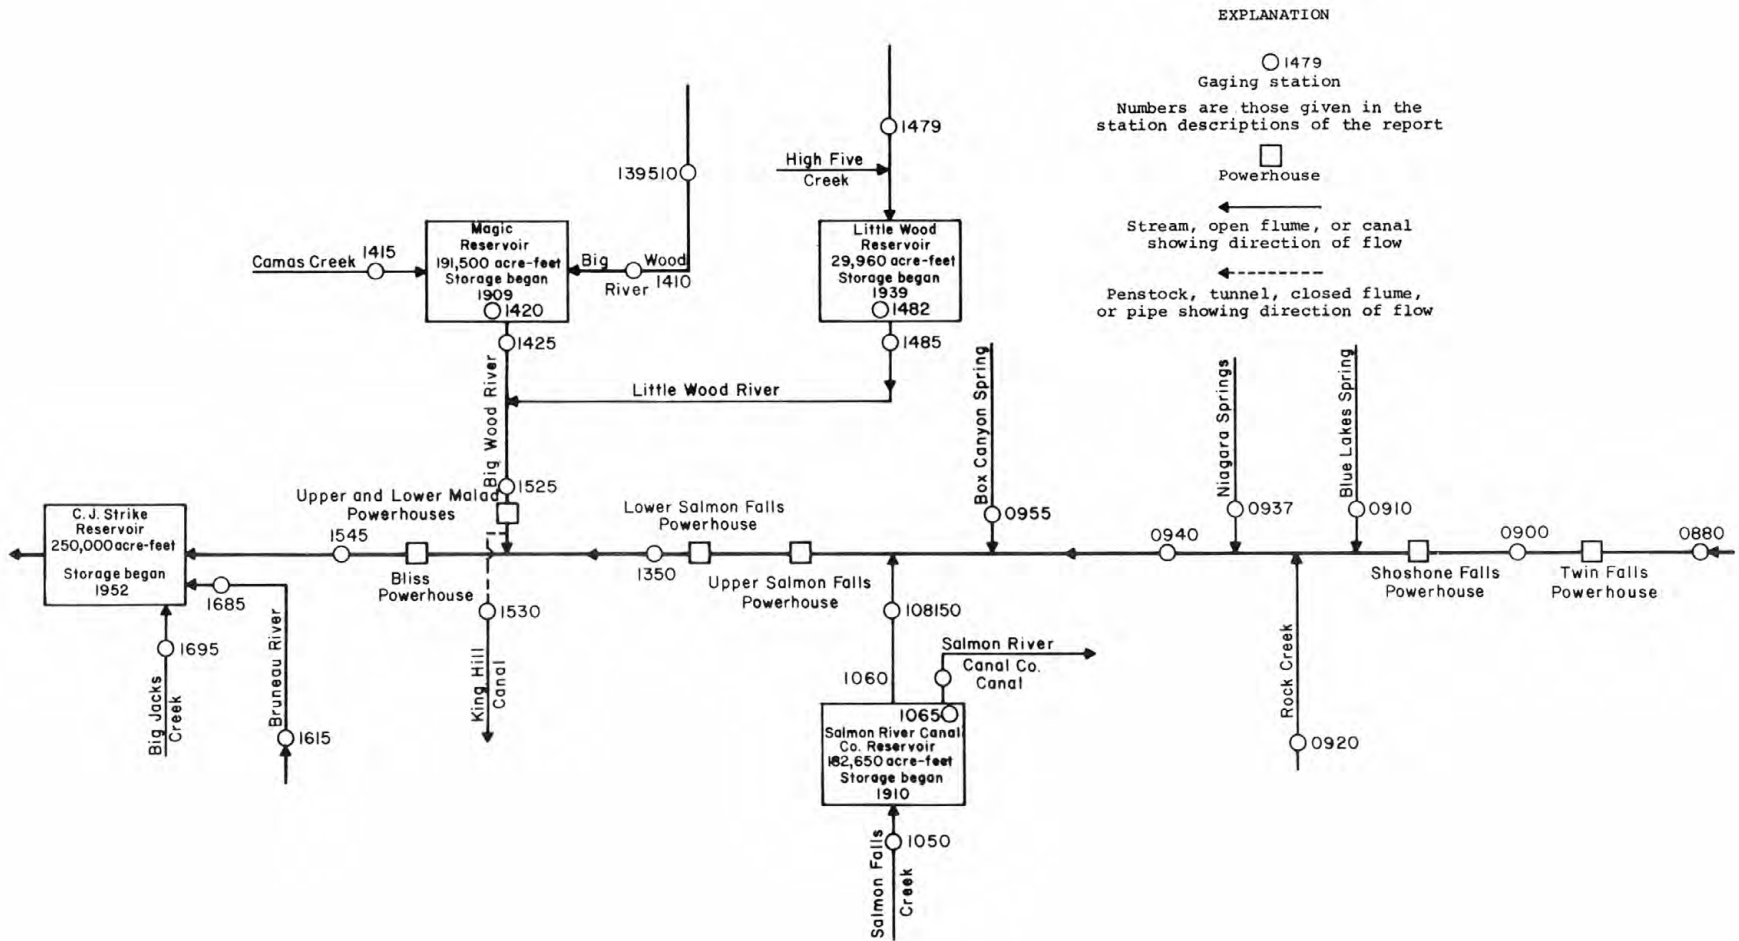 EXPLANATION
1479
Gaging station
Numbers are those given in the
station descriptions of the report
Powerhouse
Stream, open flume, or canal
showing direction of flow
Penstock, tunnel, closed flume,
or pipe showing direction of flow
1479
High Five
Creek
139510
Magic
Reservoir
191,500 acre-feet
Storage began
1909
1420
Camas Creek
1415
Big Wood
River
1410
Little Wood
Reservoir
29,960 acre-feet
Storage began
1939
1482
1425
1485
Big Wood River
Little Wood River
Box Canyon Spring
Niagara Springs
Blue Lakes Spring
1525
Upper and Lower Malad
Powerhouses
Lower Salmon Falls
Powerhouse
0955
0937
0910
C.J. Strike
Reservoir
250,000 acre-feet
Storage began
1952
1545
Bliss
Powerhouse
1350
Upper Salmon Falls
Powerhouse
0940
Shoshone Falls
Powerhouse
0900
Twin Falls
Powerhouse
0880
1685
1530
108150
1695
Big Jacks
Creek
Bruneau River
1615
King Hill
Canal
Salmon River
Canal Co.
Canal
1060
1065
Salmon River Canal
Co. Reservoir
182,650 acre-feet
Storage began
1910
Rock Creek
0920
1050
Salmon Falls
Creek